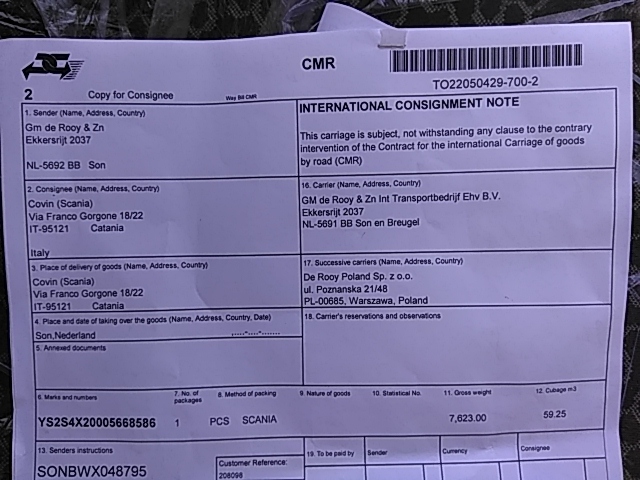 CMR
TO22050429-700-2
2 Copy for Consignee Way Bill CMR
INTERNATIONAL CONSIGNMENT NOTE
This carriage is subject, not withstanding any clause to the contrary
intervention of the Contract for the international Carriage of goods
by road (CMR)
1. Sender (Name, Address, Country)
Gm de Rooy & Zn
Ekkersrijt 2037
NL-5692 BB Son
2. Consignee (Name, Address, Country)
Covin (Scania)
Via Franco Gorgone 18/22
IT-95121 Catania
Italy
16. Carrier (Name, Address, Country)
GM de Rooy & Zn Int Transportbedrijf Ehv B.V.
Ekkersrijt 2037
NL-5691 BB Son en Breugel
3. Place of delivery of goods (Name, Address, Country)
Covin (Scania)
Via Franco Gorgone 18/22
IT-95121 Catania
17. Successive carriers (Name, Address, Country)
De Rooy Poland Sp. z o.o.
ul. Poznanska 21/48
PL-00685, Warszawa, Poland
4. Place and date of taking over the goods (Name, Address, Country, Date)
Son,Nederland
18. Carrier's reservations and observations
5. Annexed documents
6. Marks and numbers 7. No. of packages 8. Method of packing 9. Nature of goods 10. Statistical No. 11. Gross weight 12. Cubage m3
YS2S4X20005668586 1 PCS SCANIA 7,623.00 59.25
13. Senders instructions
SONBWX048795
Customer Reference:
208098
19. To be paid by Sender Currency Consignee